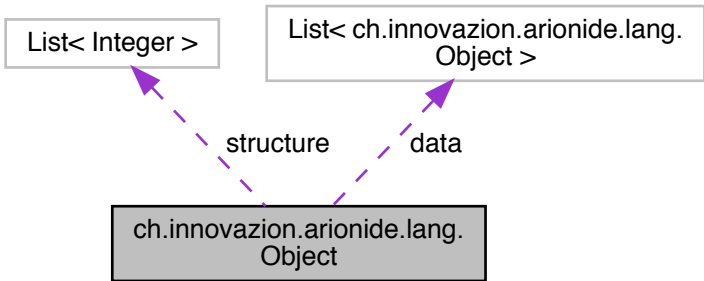 List< Integer >
List< ch.innovazion.arionide.lang.
Object >
structure
data
ch.innovazion.arionide.lang.
Object